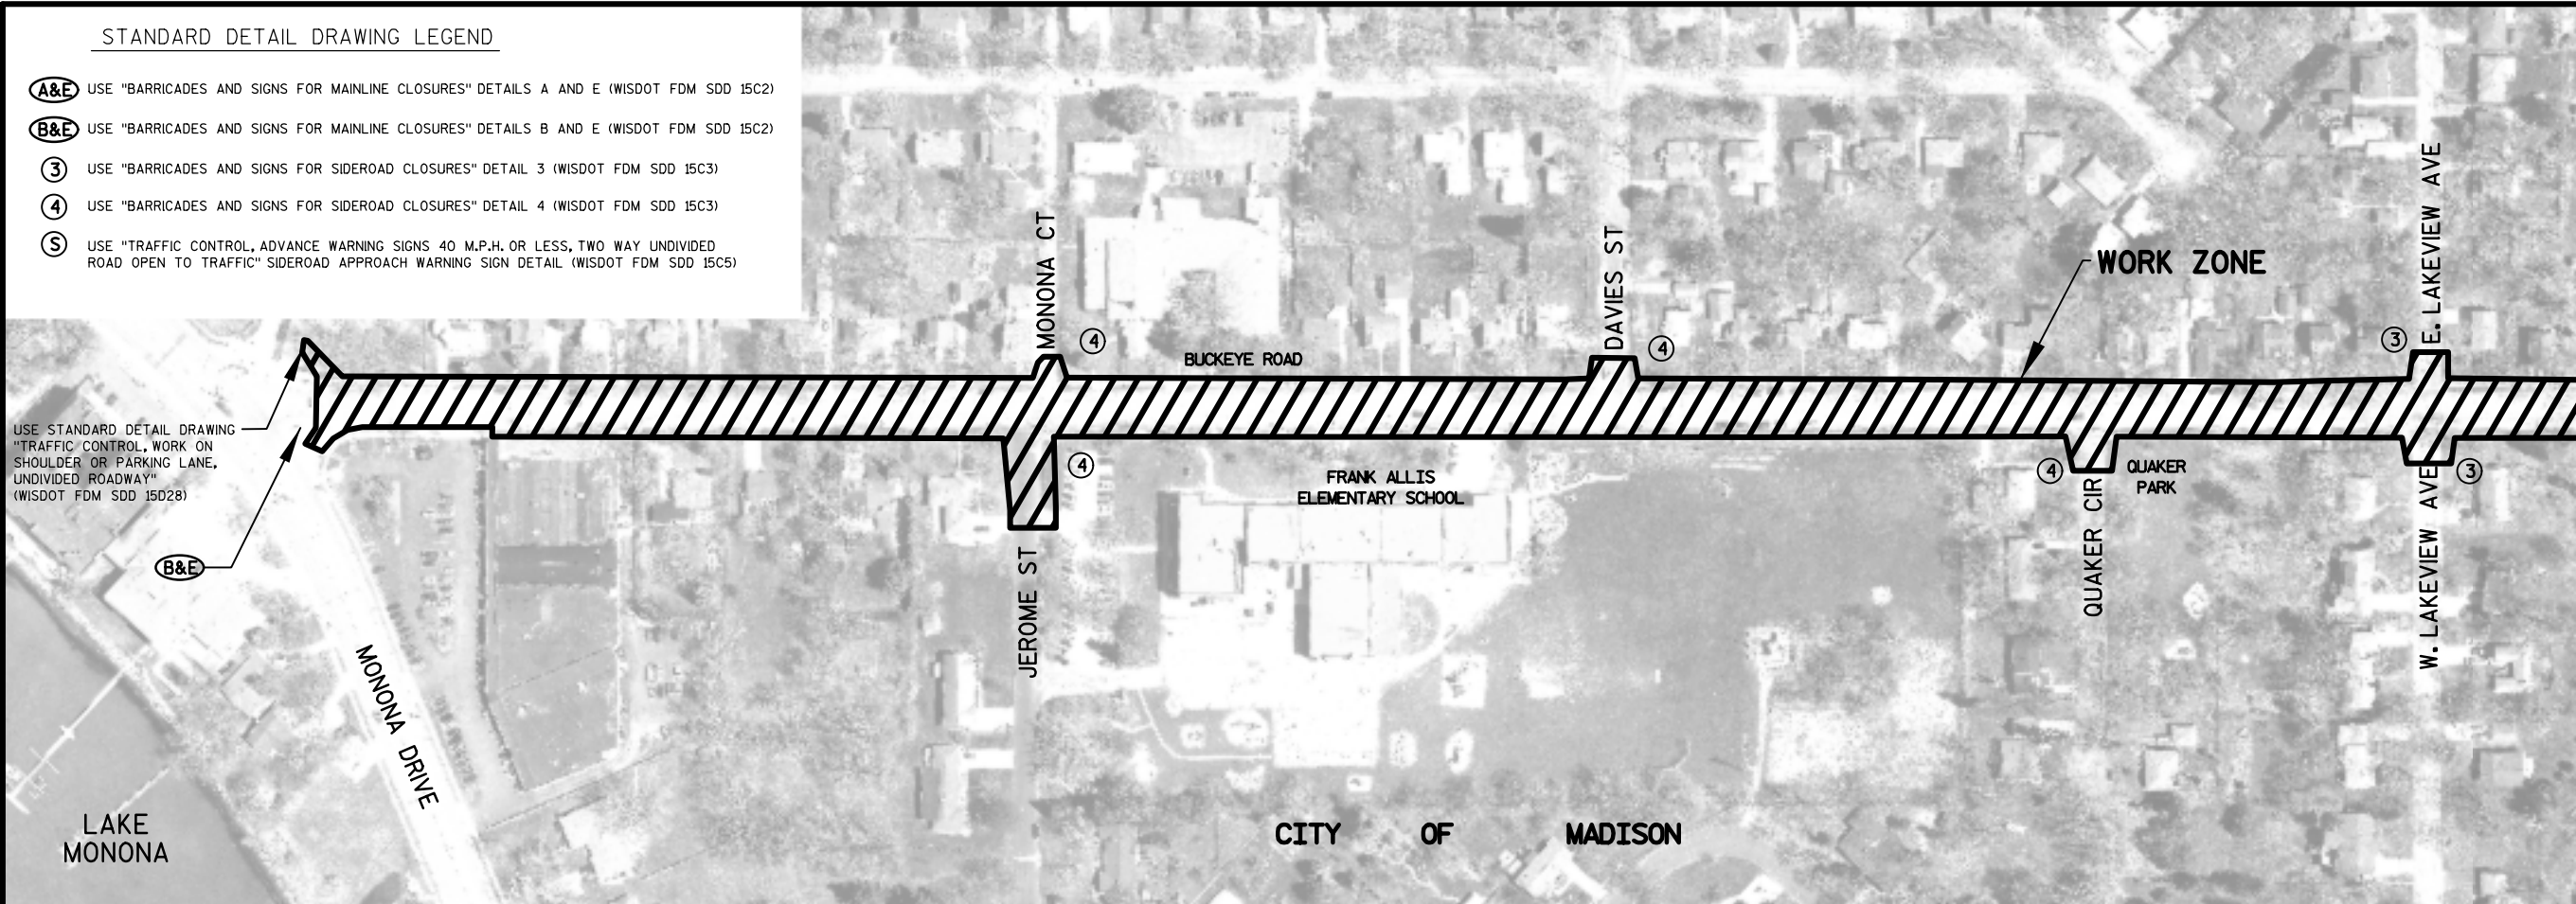 STANDARD DETAIL DRAWING LEGEND
A&E USE "BARRICADES AND SIGNS FOR MAINLINE CLOSURES" DETAILS A AND E (WISDOT FDM SDD 15C2)
B&E USE "BARRICADES AND SIGNS FOR MAINLINE CLOSURES" DETAILS B AND E (WISDOT FDM SDD 15C2)
3 USE "BARRICADES AND SIGNS FOR SIDEROAD CLOSURES" DETAIL 3 (WISDOT FDM SDD 15C3)
4 USE "BARRICADES AND SIGNS FOR SIDEROAD CLOSURES" DETAIL 4 (WISDOT FDM SDD 15C3)
S USE "TRAFFIC CONTROL, ADVANCE WARNING SIGNS 40 M.P.H. OR LESS, TWO WAY UNDIVIDED
ROAD OPEN TO TRAFFIC" SIDEROAD APPROACH WARNING SIGN DETAIL (WISDOT FDM SDD 15C5)
MONONA CT
4
BUCKEYE ROAD
DAVIES ST
4
WORK ZONE
3
E. LAKEVIEW AVE
USE STANDARD DETAIL DRAWING
"TRAFFIC CONTROL, WORK ON
SHOULDER OR PARKING LANE,
UNDIVIDED ROADWAY"
(WISDOT FDM SDD 15D28)
B&E
4
JEROME ST
FRANK ALLIS
ELEMENTARY SCHOOL
4
QUAKER CIR
QUAKER
PARK
3
W. LAKEVIEW AVE
MONONA DRIVE
LAKE
MONONA
CITY OF MADISON